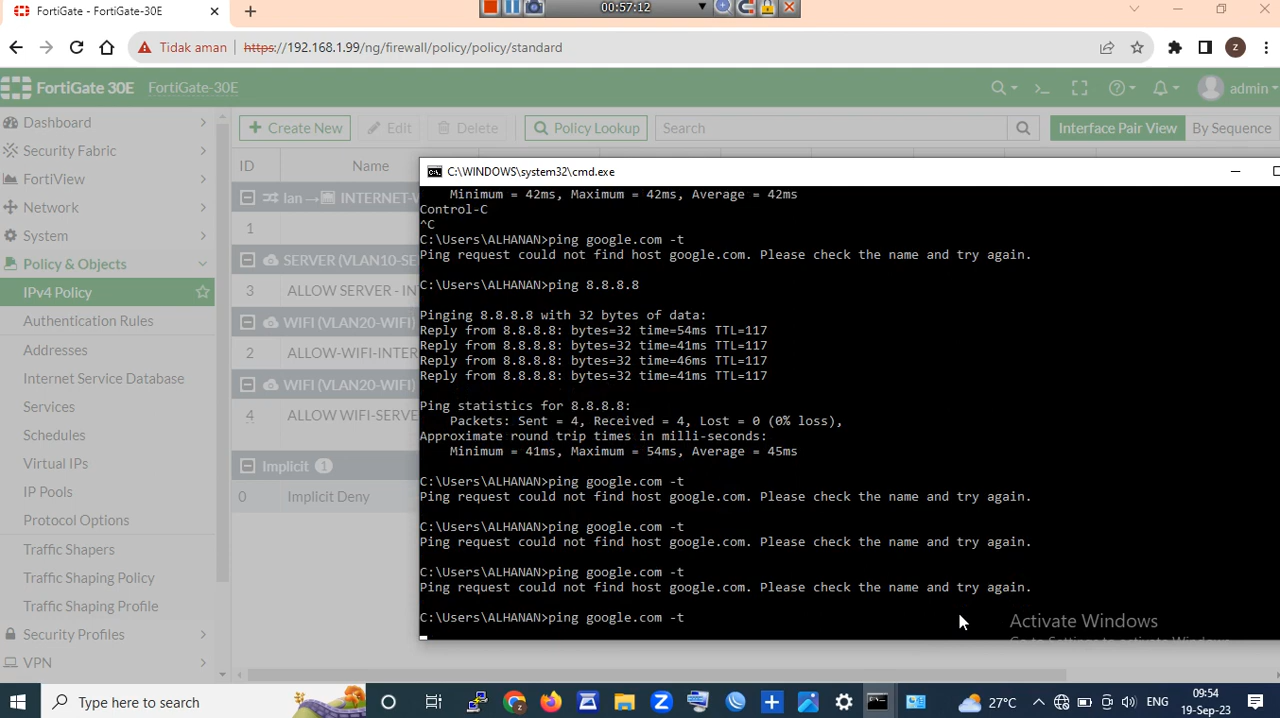 FortiGate - FortiGate-30E
00:57:12
Tidak aman https://192.168.1.99/ng/firewall/policy/policy/standard
Z
FortiGate 30E FortiGate-30E
admin
Dashboard
Security Fabric
FortiView
Network
System
Policy & Objects
IPv4 Policy
Authentication Rules
Addresses
Internet Service Database
Services
Schedules
Virtual IPs
IP Pools
Protocol Options
Traffic Shapers
Traffic Shaping Policy
Traffic Shaping Profile
Security Profiles
VPN
Create New Edit Delete Policy Lookup Search Interface Pair View By Sequence
ID Name
lan → INTERNET-W
1
SERVER (VLAN10-SE
3 ALLOW SERVER - IN
WIFI (VLAN20-WIFI)
2 ALLOW-WIFI-INTER
WIFI (VLAN20-WIFI)
4 ALLOW WIFI-SERVE
Implicit 1
0 Implicit Deny
C:\WINDOWS\system32\cmd.exe
Minimum = 42ms, Maximum = 42ms, Average = 42ms
Control-C
^C
C:\Users\ALHANAN>ping google.com -t
Ping request could not find host google.com. Please check the name and try again.
C:\Users\ALHANAN>ping 8.8.8.8
Pinging 8.8.8.8 with 32 bytes of data:
Reply from 8.8.8.8: bytes=32 time=54ms TTL=117
Reply from 8.8.8.8: bytes=32 time=41ms TTL=117
Reply from 8.8.8.8: bytes=32 time=46ms TTL=117
Reply from 8.8.8.8: bytes=32 time=41ms TTL=117
Ping statistics for 8.8.8.8:
Packets: Sent = 4, Received = 4, Lost = 0 (0% loss),
Approximate round trip times in milli-seconds:
Minimum = 41ms, Maximum = 54ms, Average = 45ms
C:\Users\ALHANAN>ping google.com -t
Ping request could not find host google.com. Please check the name and try again.
C:\Users\ALHANAN>ping google.com -t
Ping request could not find host google.com. Please check the name and try again.
C:\Users\ALHANAN>ping google.com -t
Ping request could not find host google.com. Please check the name and try again.
C:\Users\ALHANAN>ping google.com -t
Activate Windows
Go to Settings to activate Windows.
Type here to search
27°C
ENG
09:54
19-Sep-23